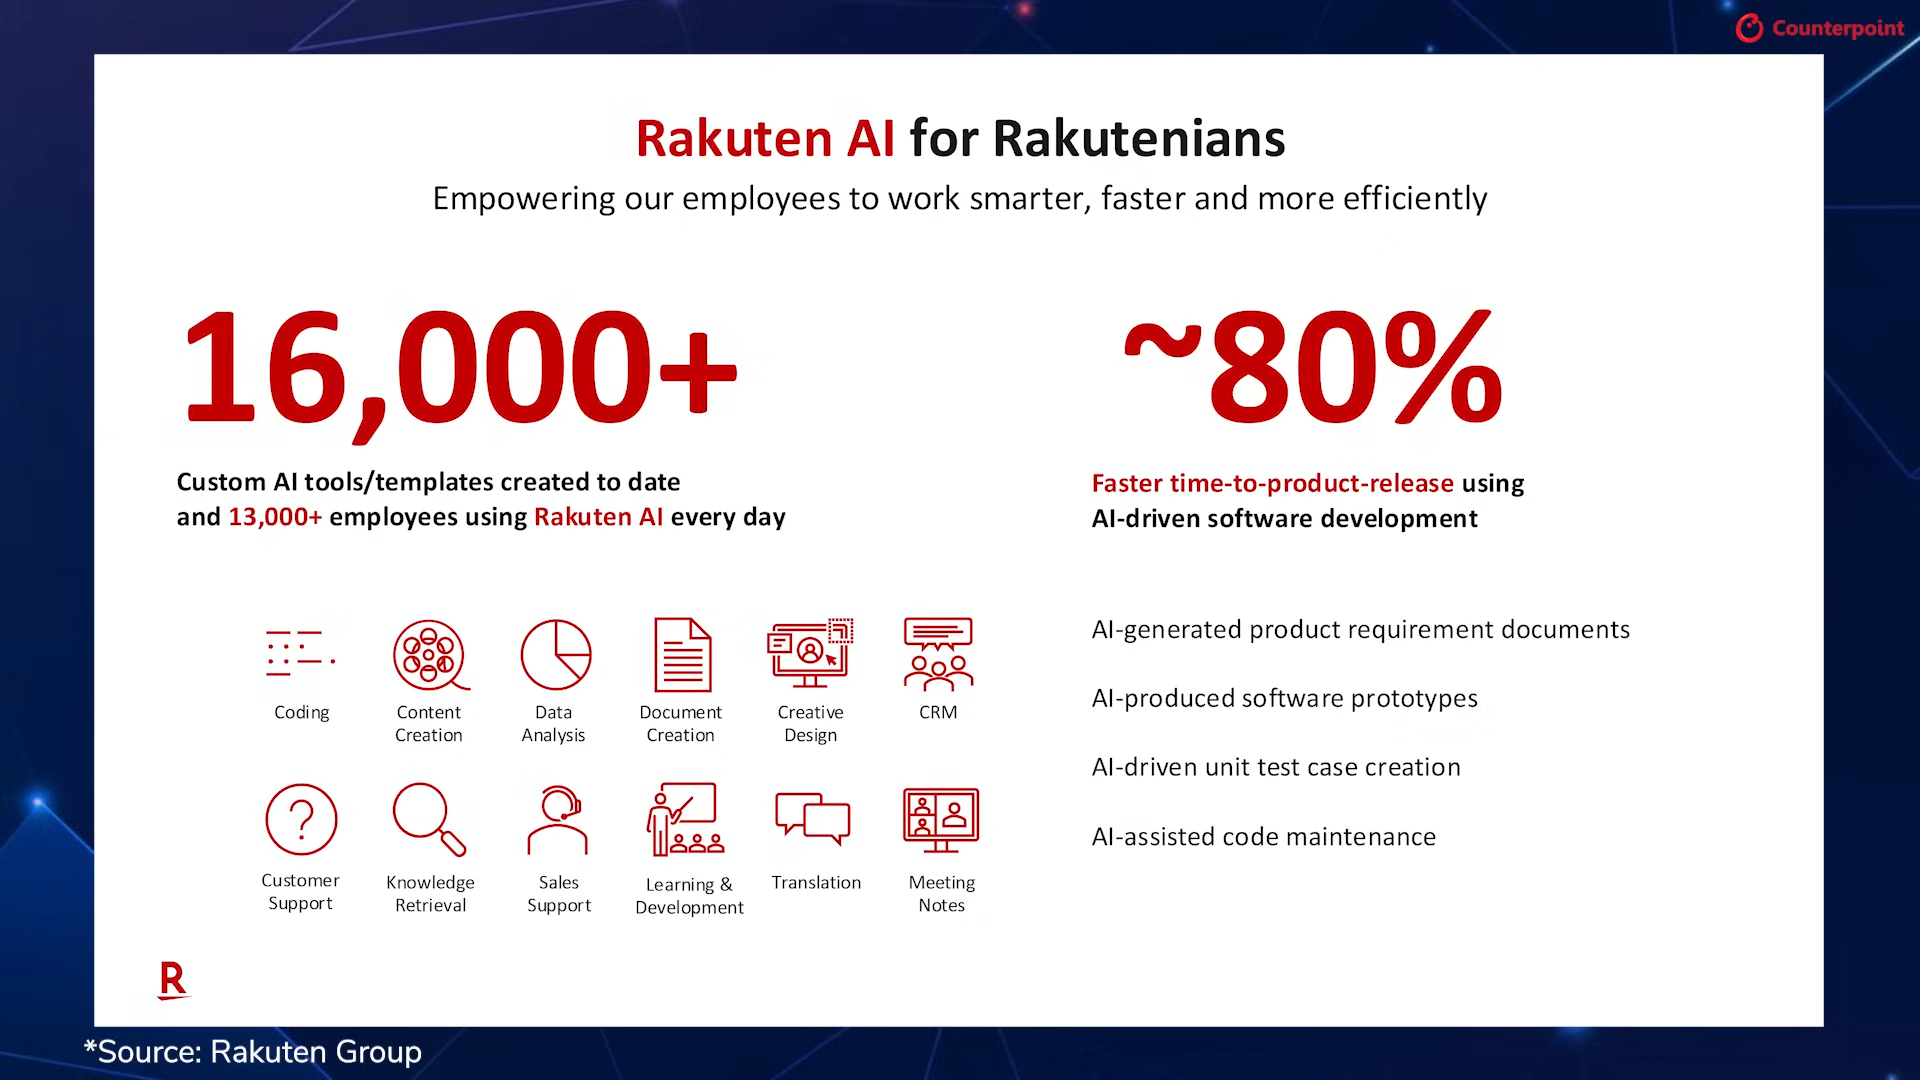 Counterpoint
Rakuten AI for Rakutenians
Empowering our employees to work smarter, faster and more efficiently
16,000+
Custom AI tools/templates created to date
and 13,000+ employees using Rakuten AI every day
Coding
Content
Creation
Data
Analysis
Document
Creation
Creative
Design
CRM
Customer
Support
Knowledge
Retrieval
Sales
Support
Learning &
Development
Translation
Meeting
Notes
~80%
Faster time-to-product-release using
AI-driven software development
AI-generated product requirement documents
AI-produced software prototypes
AI-driven unit test case creation
AI-assisted code maintenance
R
*Source: Rakuten Group